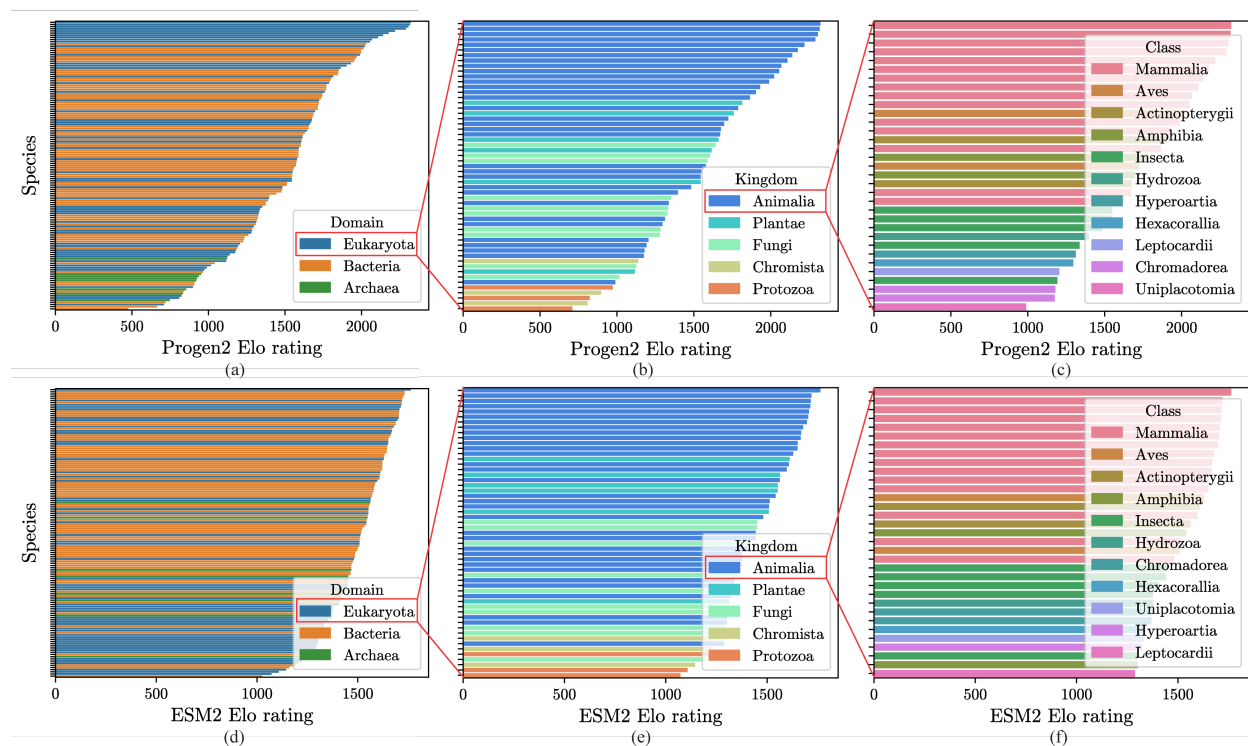 Species
Domain
Eukaryota
Bacteria
Archaea
0 500 1000 1500 2000
Progen2 Elo rating
(a)
Kingdom
Animalia
Plantae
Fungi
Chromista
Protozoa
0 500 1000 1500 2000
Progen2 Elo rating
(b)
Class
Mammalia
Aves
Actinopterygii
Amphibia
Insecta
Hydrozoa
Hyperoartia
Hexacorallia
Leptocardii
Chromadorea
Uniplacotomia
0 500 1000 1500 2000
Progen2 Elo rating
(c)
Species
Domain
Eukaryota
Bacteria
Archaea
0 500 1000 1500
ESM2 Elo rating
(d)
Kingdom
Animalia
Plantae
Fungi
Chromista
Protozoa
0 500 1000 1500
ESM2 Elo rating
(e)
Class
Mammalia
Aves
Actinopterygii
Amphibia
Insecta
Hydrozoa
Chromadorea
Hexacorallia
Uniplacotomia
Hyperoartia
Leptocardii
0 500 1000 1500
ESM2 Elo rating
(f)